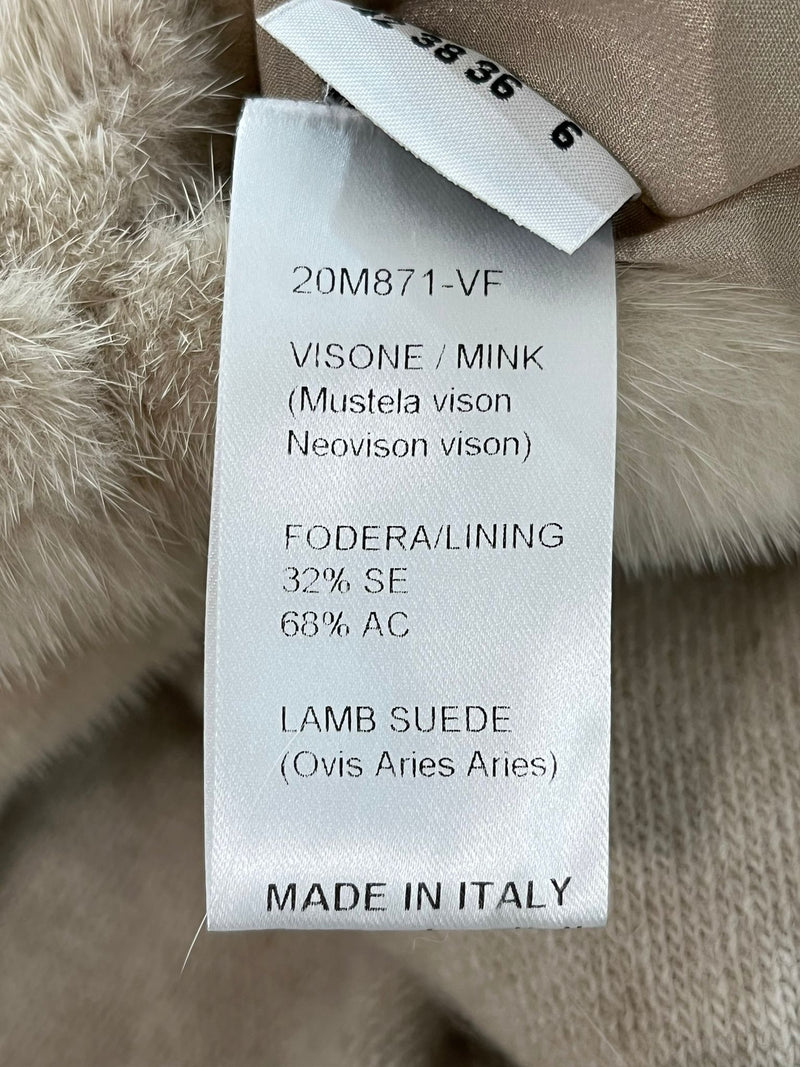 38 36 6
20M871-VF
VISONE / MINK
(Mustela vison
Neovison vison)
FODERA/LINING
32% SE
68% AC
LAMB SUEDE
(Ovis Aries Aries)
MADE IN ITALY